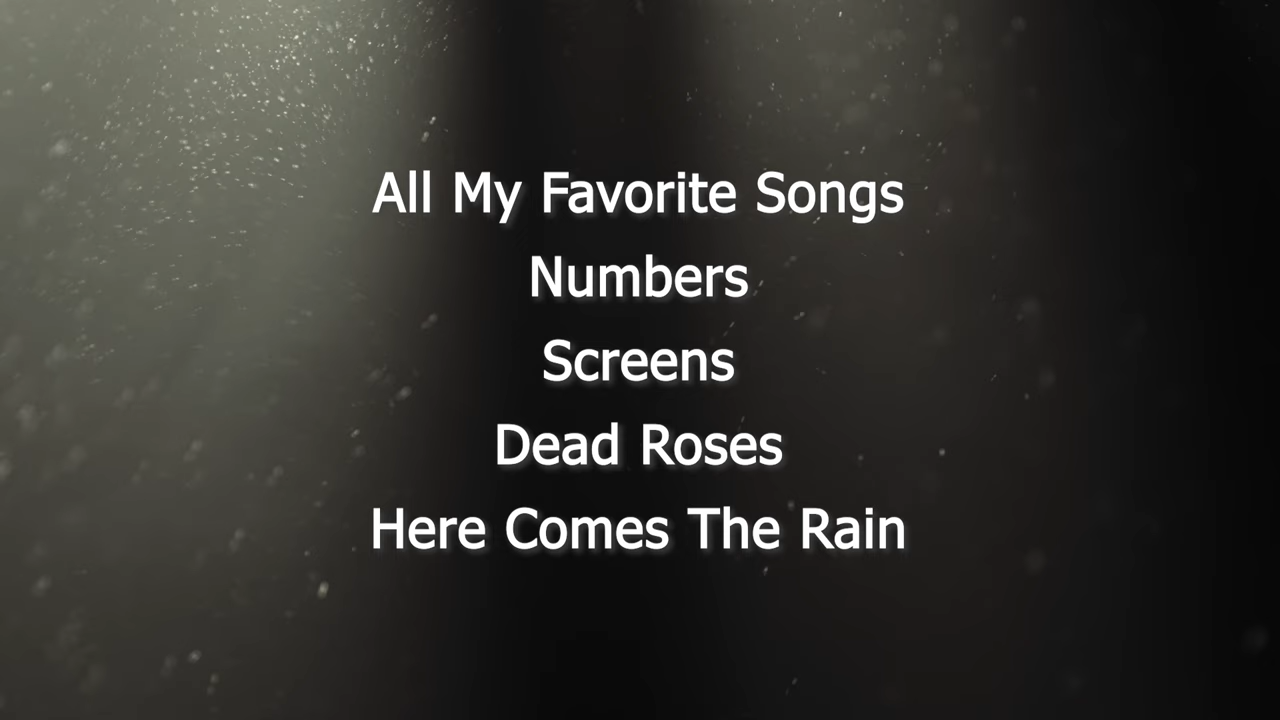 All My Favorite Songs
Numbers
Screens
Dead Roses
Here Comes The Rain